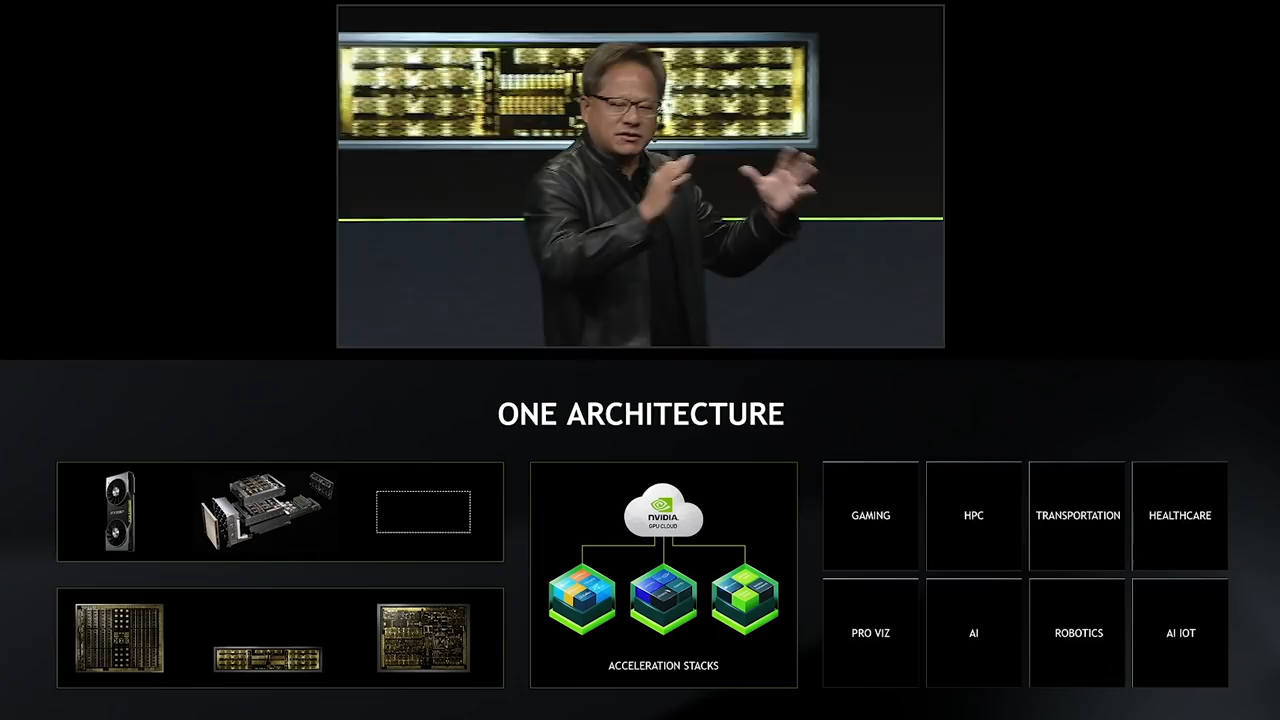 ONE ARCHITECTURE
NVIDIA
GPU CLOUD
ACCELERATION STACKS
GAMING
HPC
TRANSPORTATION
HEALTHCARE
PRO VIZ
AI
ROBOTICS
AI IOT